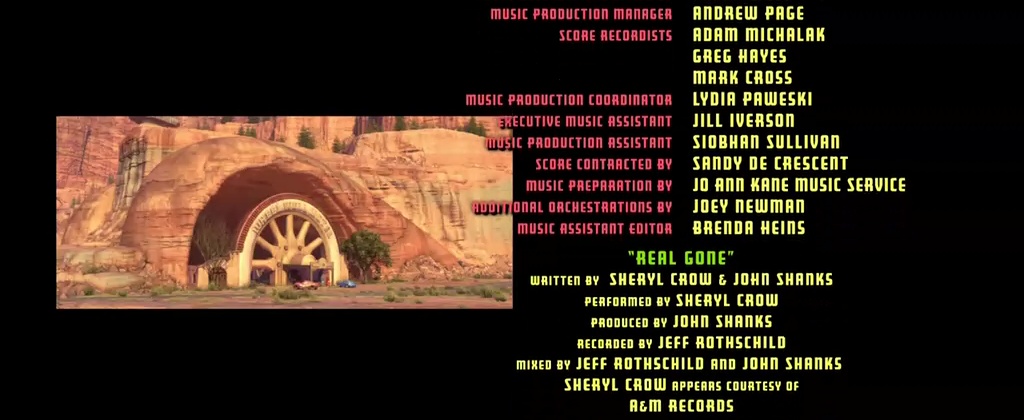 MUSIC PRODUCTION MANAGER ANDREW PAGE
SCORE RECORDISTS ADAM MICHALAK
GREG HAYES
MARK CROSS
MUSIC PRODUCTION COORDINATOR LYDIA PAWESKI
EXECUTIVE MUSIC ASSISTANT JILL IVERSON
MUSIC PRODUCTION ASSISTANT SIOBHAN SULLIVAN
SCORE CONTRACTED BY SANDY DE CRESCENT
MUSIC PREPARATION BY JO ANN KANE MUSIC SERVICE
ADDITIONAL ORCHESTRATIONS BY JOEY NEWMAN
MUSIC ASSISTANT EDITOR BRENDA HEINS
"REAL GONE"
WRITTEN BY SHERYL CROW & JOHN SHANKS
PERFORMED BY SHERYL CROW
PRODUCED BY JOHN SHANKS
RECORDED BY JEFF ROTHSCHILD
MIXED BY JEFF ROTHSCHILD AND JOHN SHANKS
SHERYL CROW APPEARS COURTESY OF
A&M RECORDS